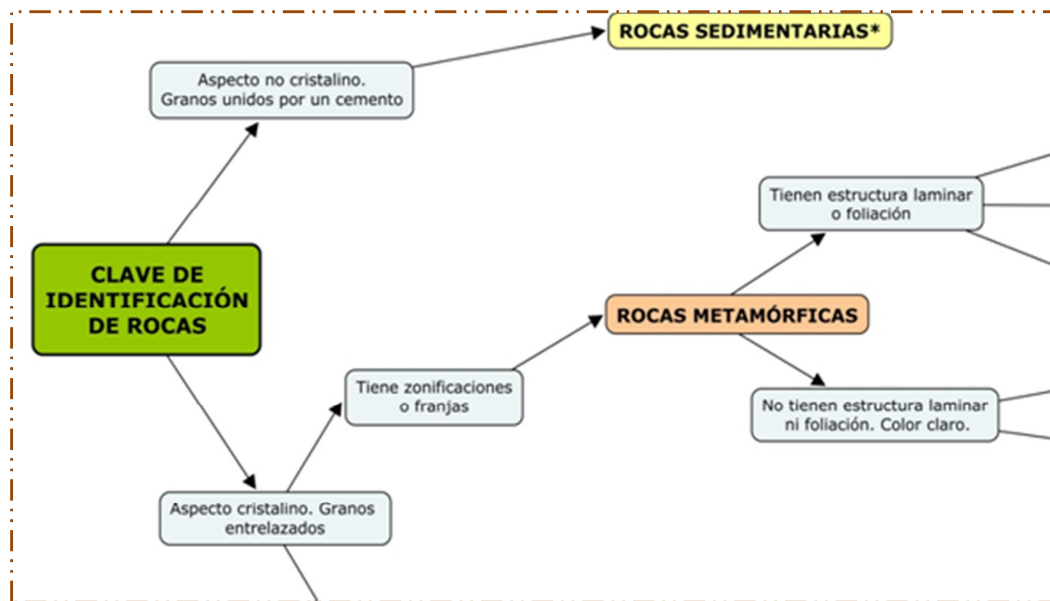 ROCAS SEDIMENTARIAS*
Aspecto no cristalino.
Granos unidos por un cemento
Tienen estructura laminar
o foliación
CLAVE DE
IDENTIFICACIÓN
DE ROCAS
ROCAS METAMÓRFICAS
Tiene zonificaciones
o franjas
No tienen estructura laminar
ni foliación. Color claro.
Aspecto cristalino. Granos
entrelazados